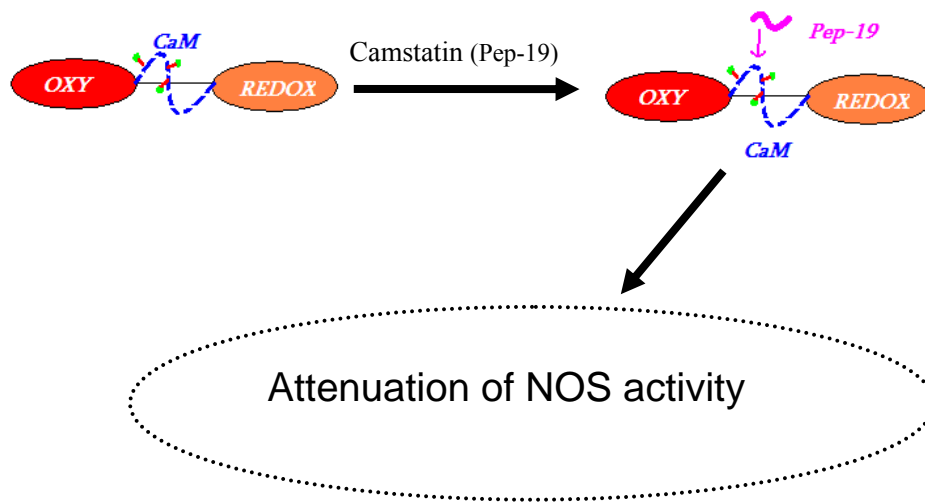 CaM
OXY
REDOX
Camstatin (Pep-19)
Pep-19
OXY
REDOX
CaM
Attenuation of NOS activity